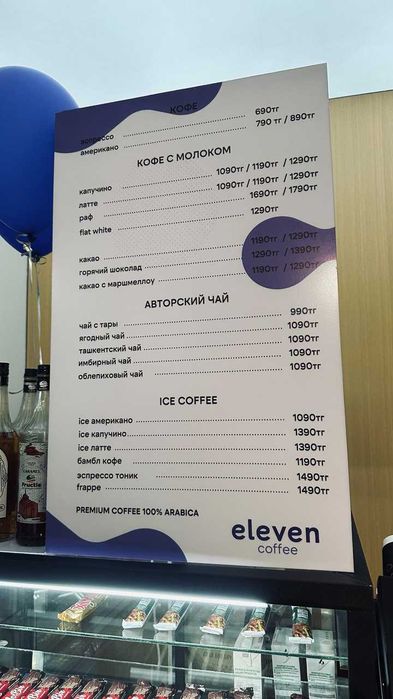 КОФЕ
эспрессо 690тг
американо 790 тг / 890тг
КОФЕ С МОЛОКОМ
капучино 1090тг / 1190тг / 1290тг
латте 1090тг / 1190тг / 1290тг
раф 1690тг / 1790тг
flat white 1290тг
какао 1190тг / 1290тг
горячий шоколад 1290тг / 1390тг
какао с маршмеллоу 1190тг / 1290тг
АВТОРСКИЙ ЧАЙ
чай с тары 990тг
ягодный чай 1090тг
ташкентский чай 1090тг
имбирный чай 1090тг
облепиховый чай 1090тг
ICE COFFEE
ice американо 1090тг
ice капучино 1390тг
ice латте 1390тг
бамбл кофе 1190тг
эспрессо тоник 1490тг
frappe 1490тг
PREMIUM COFFEE 100% ARABICA
eleven
coffee
fructis